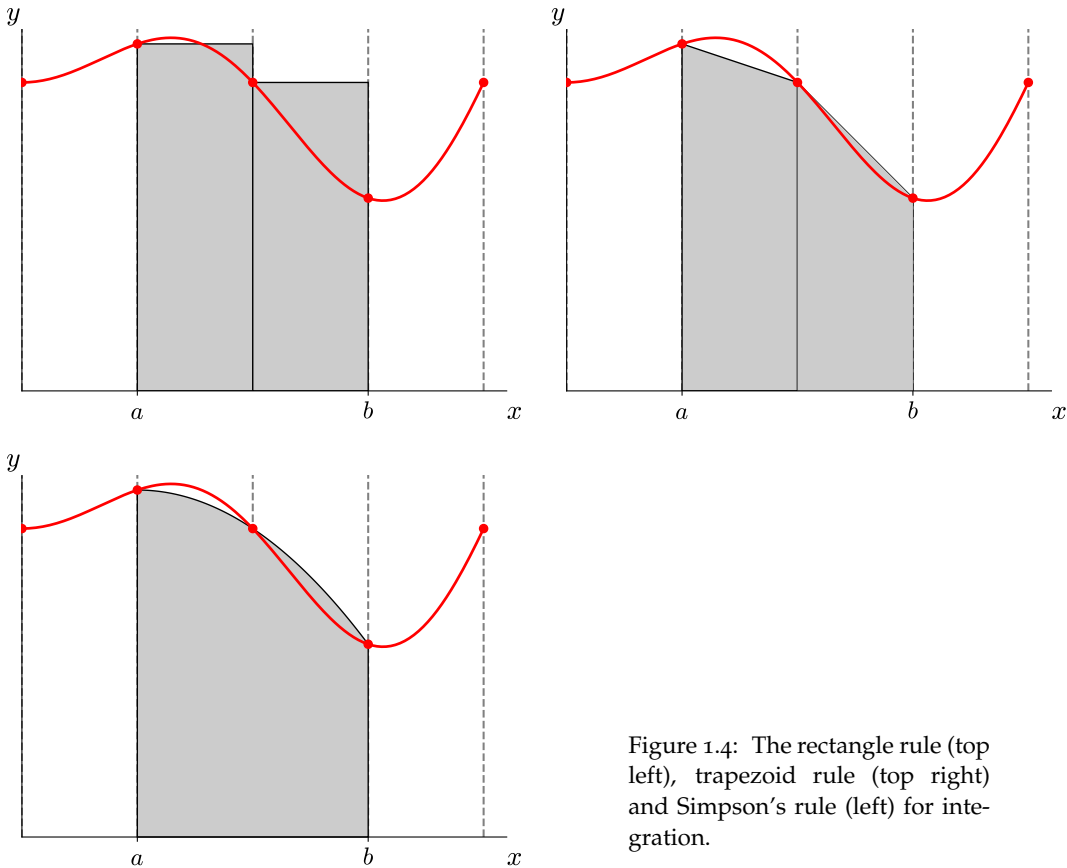 y
y
a
b
x
a
b
x
y
a
b
x
Figure 1.4: The rectangle rule (top
left), trapezoid rule (top right)
and Simpson's rule (left) for inte-
gration.